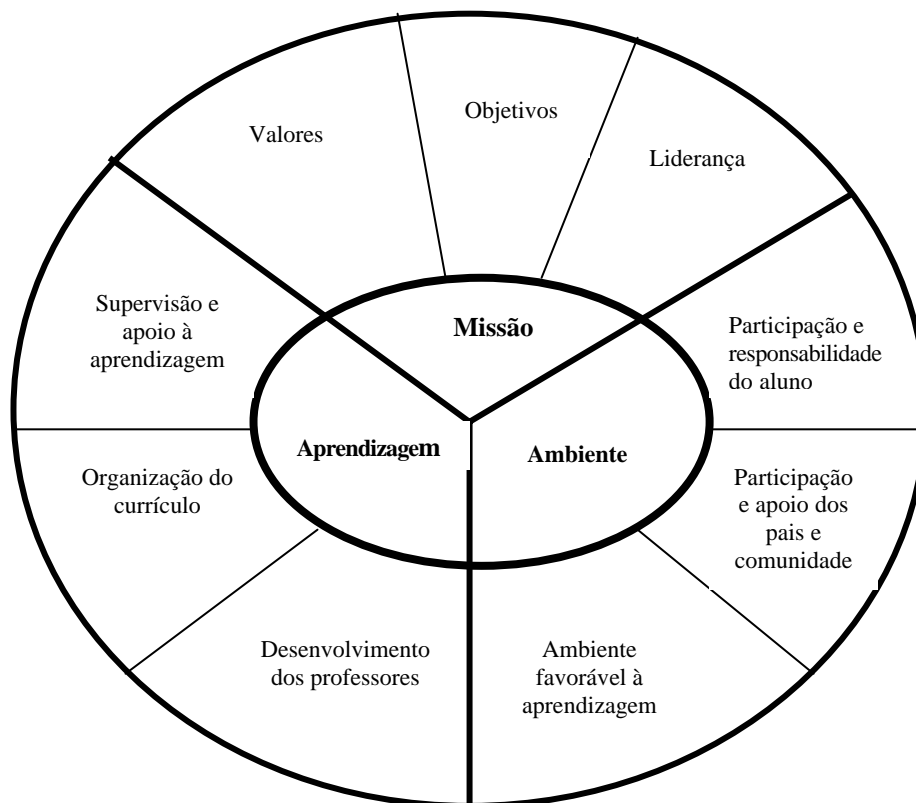 Objetivos
Valores
Liderança
Supervisão e
apoio à
aprendizagem
Missão
Participação e
responsabilidade
do aluno
Aprendizagem
Ambiente
Organização do
currículo
Participação
e apoio dos
pais e
comunidade
Desenvolvimento
dos professores
Ambiente
favorável à
aprendizagem